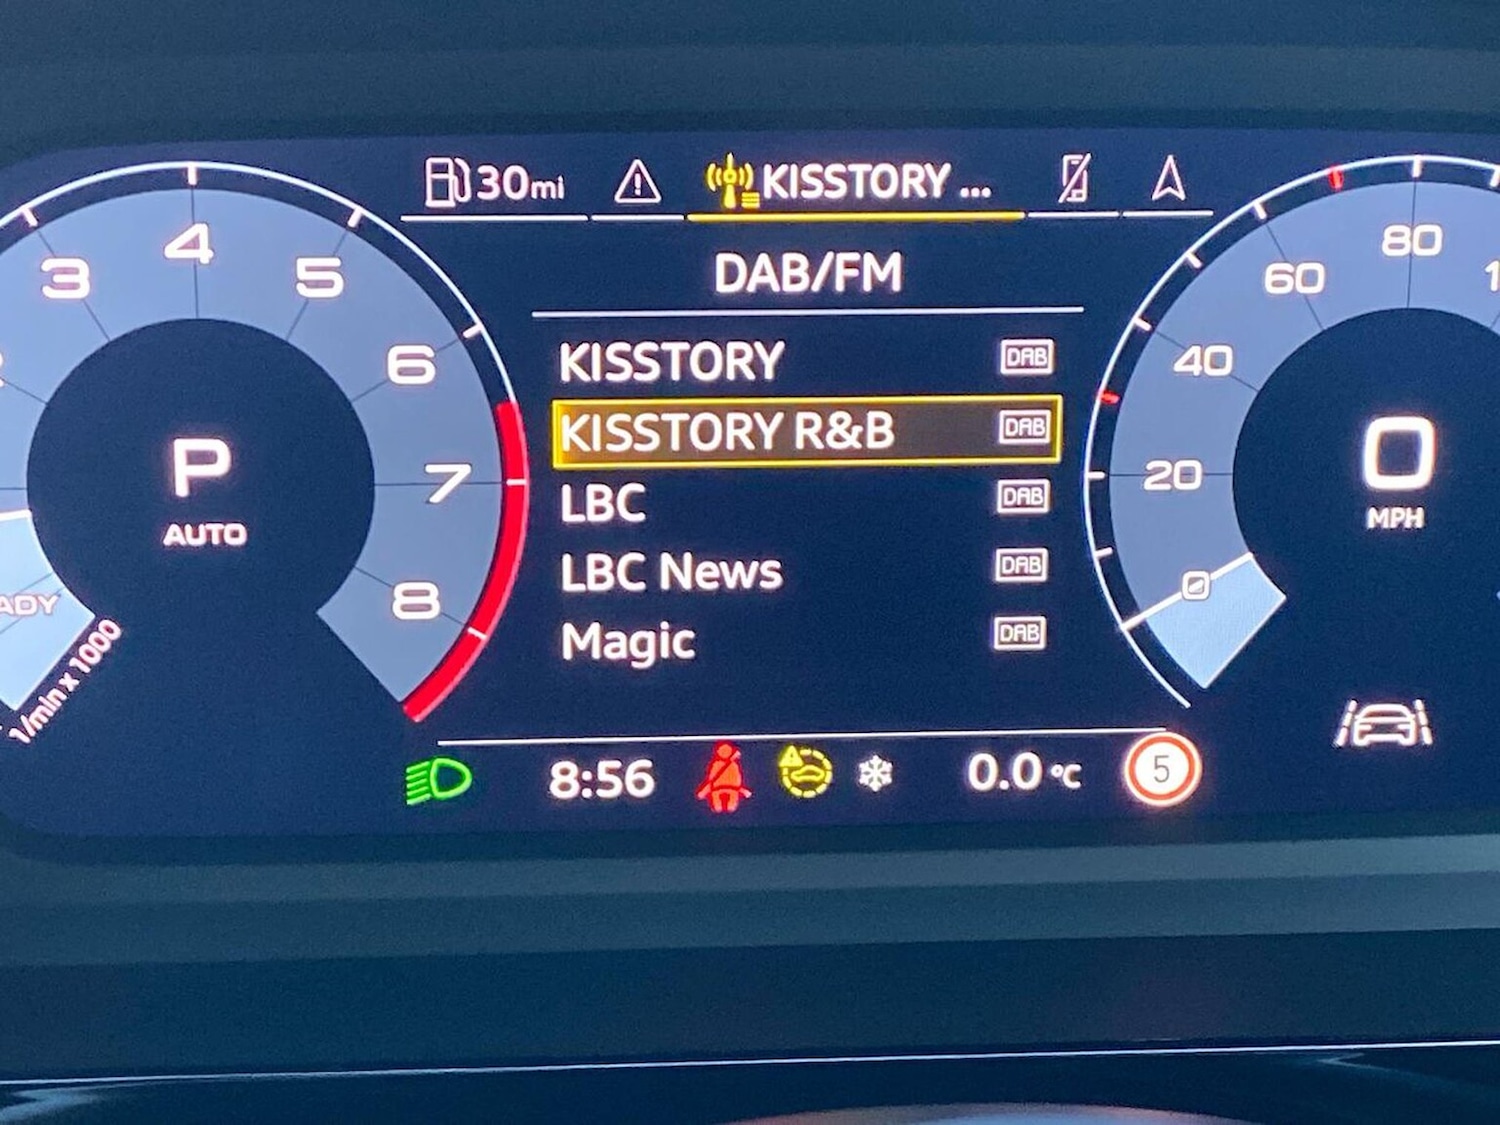 30mi KISSTORY ...
DAB/FM
KISSTORY DAB
KISSTORY R&B DAB
LBC DAB
LBC News DAB
Magic DAB
8:56 0.0 °C 5
3 4 5 6 7 8
P
AUTO
1/min x 1000
0 20 40 60 80
0
MPH